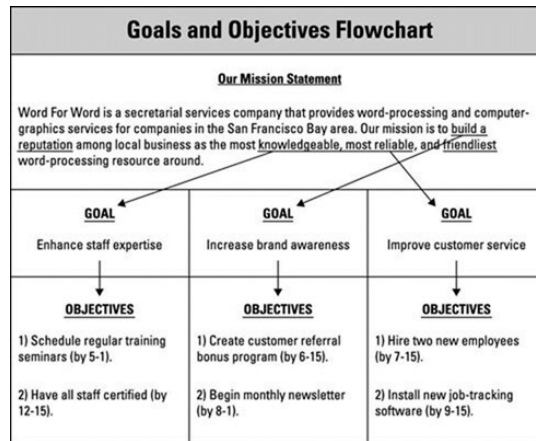 Goals and Objectives Flowchart
Our Mission Statement
Word For Word is a secretarial services company that provides word-processing and computer-
graphics services for companies in the San Francisco Bay area. Our mission is to build a
reputation among local business as the most knowledgeable, most reliable, and friendliest
word-processing resource around.
GOAL
Enhance staff expertise
GOAL
Increase brand awareness
GOAL
Improve customer service
OBJECTIVES
1) Schedule regular training
seminars (by 5-1).
2) Have all staff certified (by
12-15).
OBJECTIVES
1) Create customer referral
bonus program (by 6-15).
2) Begin monthly newsletter
(by 8-1).
OBJECTIVES
1) Hire two new employees
(by 7-15).
2) Install new job-tracking
software (by 9-15).